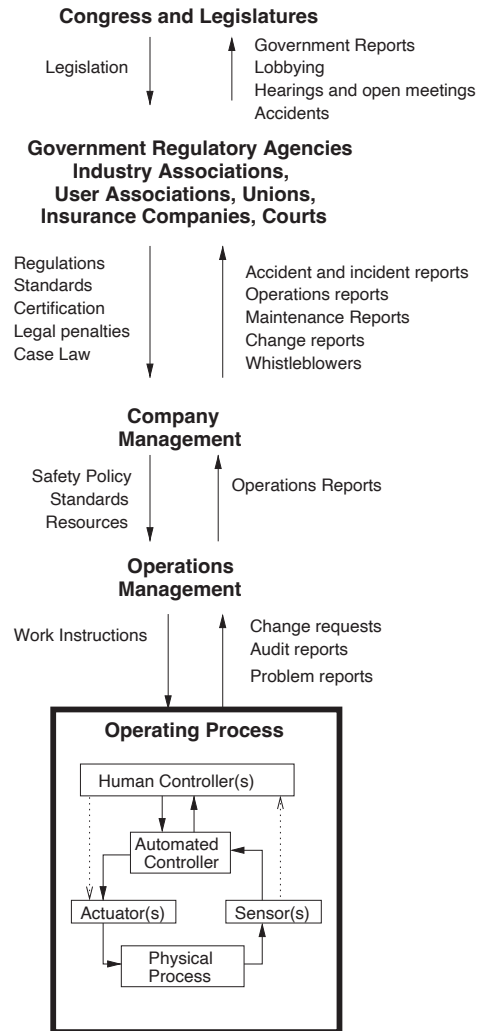 Congress and Legislatures
Legislation
Government Reports
Lobbying
Hearings and open meetings
Accidents
Government Regulatory Agencies
Industry Associations,
User Associations, Unions,
Insurance Companies, Courts
Regulations
Standards
Certification
Legal penalties
Case Law
Accident and incident reports
Operations reports
Maintenance Reports
Change reports
Whistleblowers
Company
Management
Safety Policy
Standards
Resources
Operations Reports
Operations
Management
Work Instructions
Change requests
Audit reports
Problem reports
Operating Process
Human Controller(s)
Automated
Controller
Actuator(s)
Sensor(s)
Physical
Process